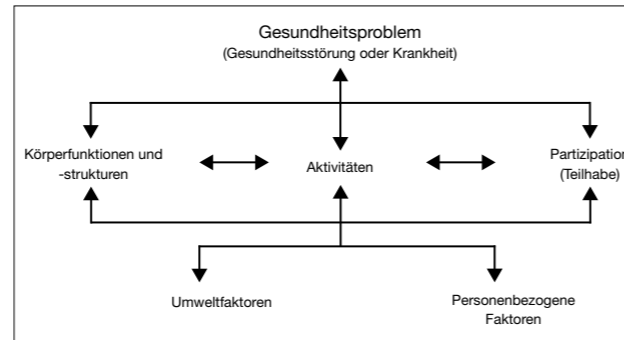 Gesundheitsproblem
(Gesundheitsstörung oder Krankheit)
Körperfunktionen und
-strukturen
Aktivitäten
Partizipation
(Teilhabe)
Umweltfaktoren
Personenbezogene
Faktoren